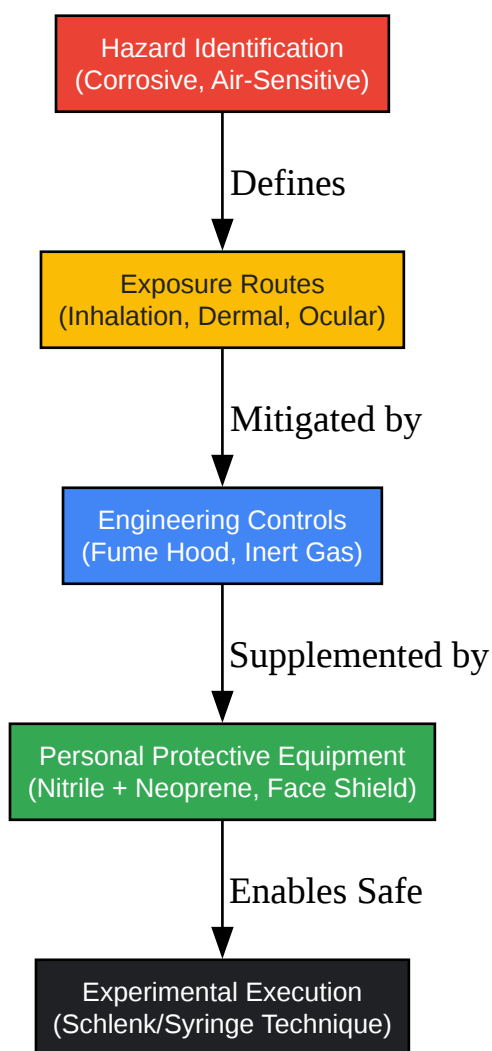 Hazard Identification
(Corrosive, Air-Sensitive)
Defines
Exposure Routes
(Inhalation, Dermal, Ocular)
Mitigated by
Engineering Controls
(Fume Hood, Inert Gas)
Supplemented by
Personal Protective Equipment
(Nitrile + Neoprene, Face Shield)
Enables Safe
Experimental Execution
(Schlenk/Syringe Technique)